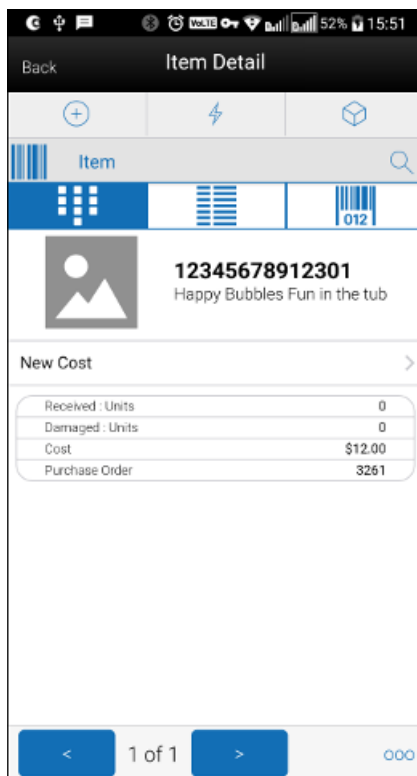 VoLTE 52% 15:51
Back Item Detail
Item
012
12345678912301
Happy Bubbles Fun in the tub
New Cost
Received : Units 0
Damaged : Units 0
Cost $12.00
Purchase Order 3261
< 1 of 1 >